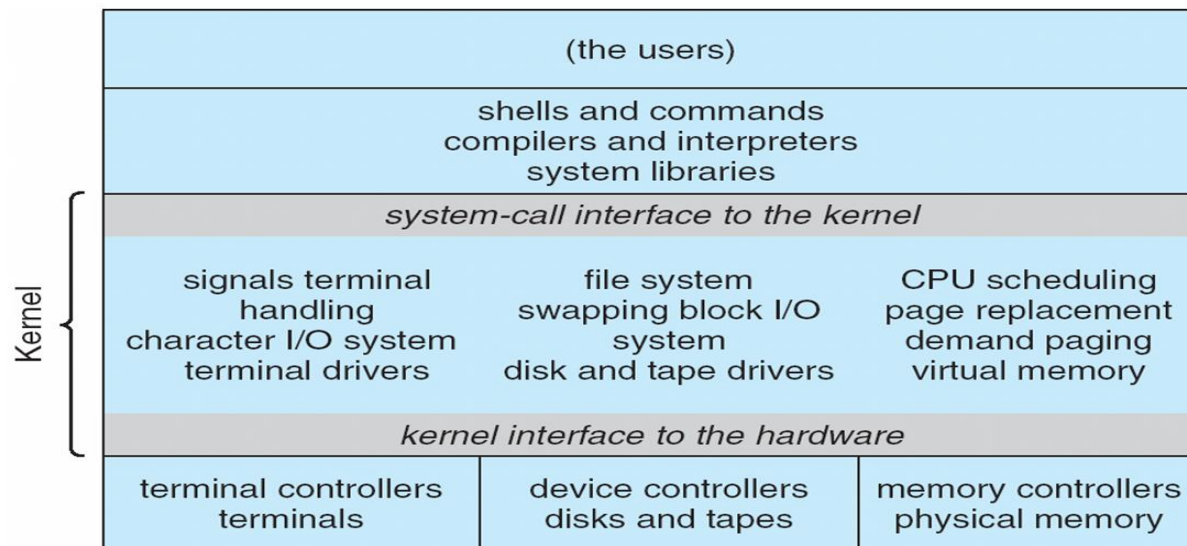 (the users)
shells and commands
compilers and interpreters
system libraries
system-call interface to the kernel
Kernel
signals terminal
handling
character I/O system
terminal drivers
file system
swapping block I/O
system
disk and tape drivers
CPU scheduling
page replacement
demand paging
virtual memory
kernel interface to the hardware
terminal controllers
terminals
device controllers
disks and tapes
memory controllers
physical memory